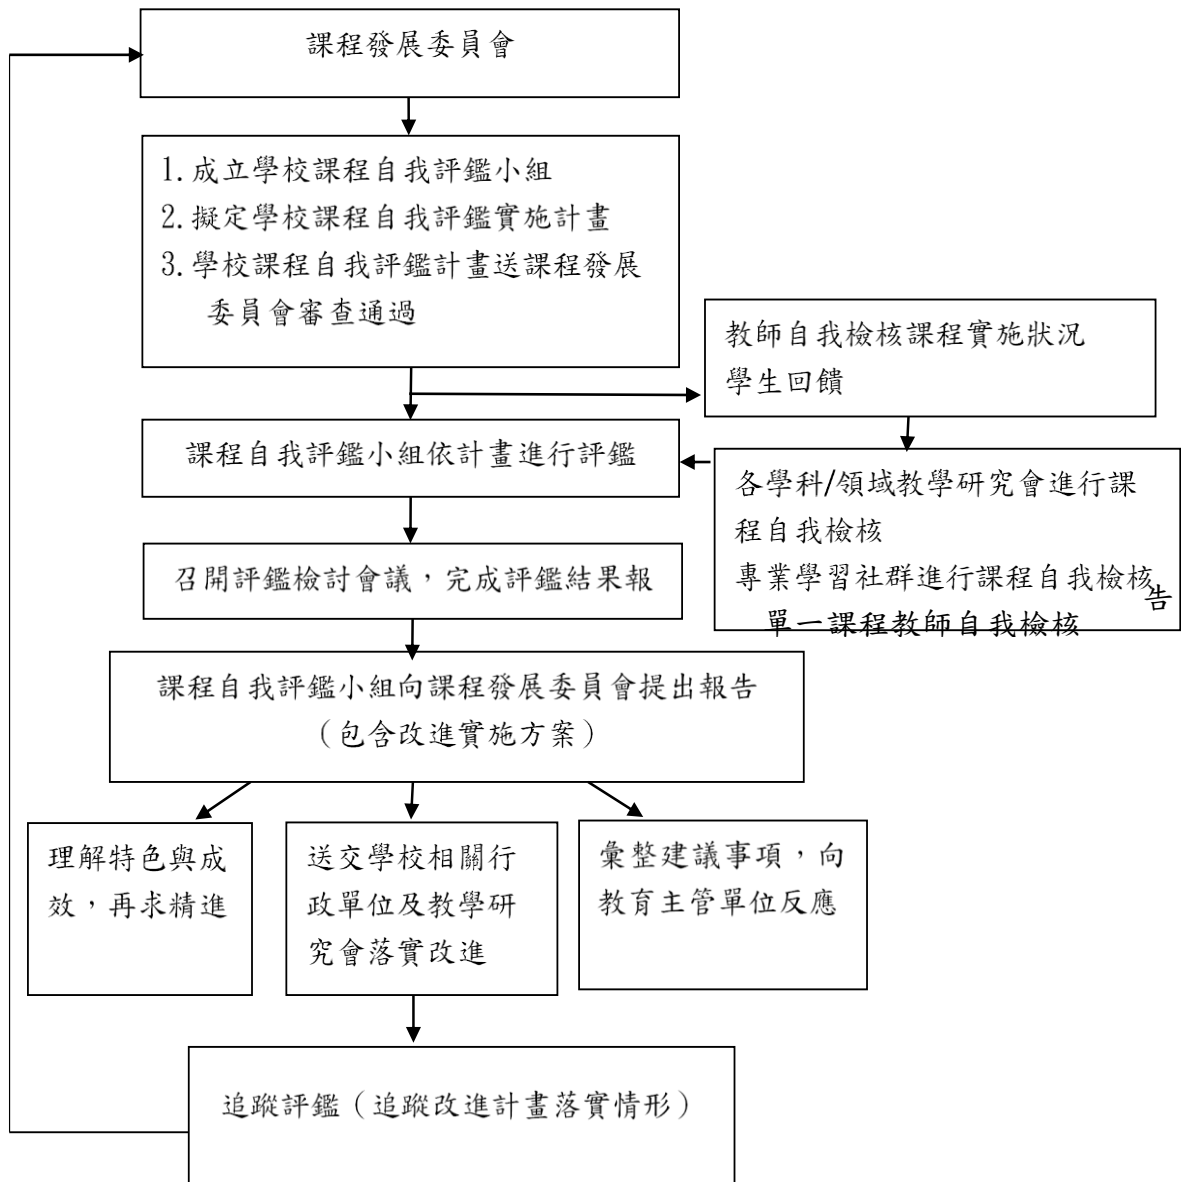 課程發展委員會
1.成立學校課程自我評鑑小組
2.擬定學校課程自我評鑑實施計畫
3.學校課程自我評鑑計畫送課程發展
委員會審查通過
教師自我檢核課程實施狀況
學生回饋
課程自我評鑑小組依計畫進行評鑑
各學科/領域教學研究會進行課
程自我檢核
專業學習社群進行課程自我檢核
單一課程教師自我檢核
召開評鑑檢討會議，完成評鑑結果報
告
課程自我評鑑小組向課程發展委員會提出報告
（包含改進實施方案）
理解特色與成
效，再求精進
送交學校相關行
政單位及教學研
究會落實改進
彙整建議事項，向
教育主管單位反應
追蹤評鑑（追蹤改進計畫落實情形）